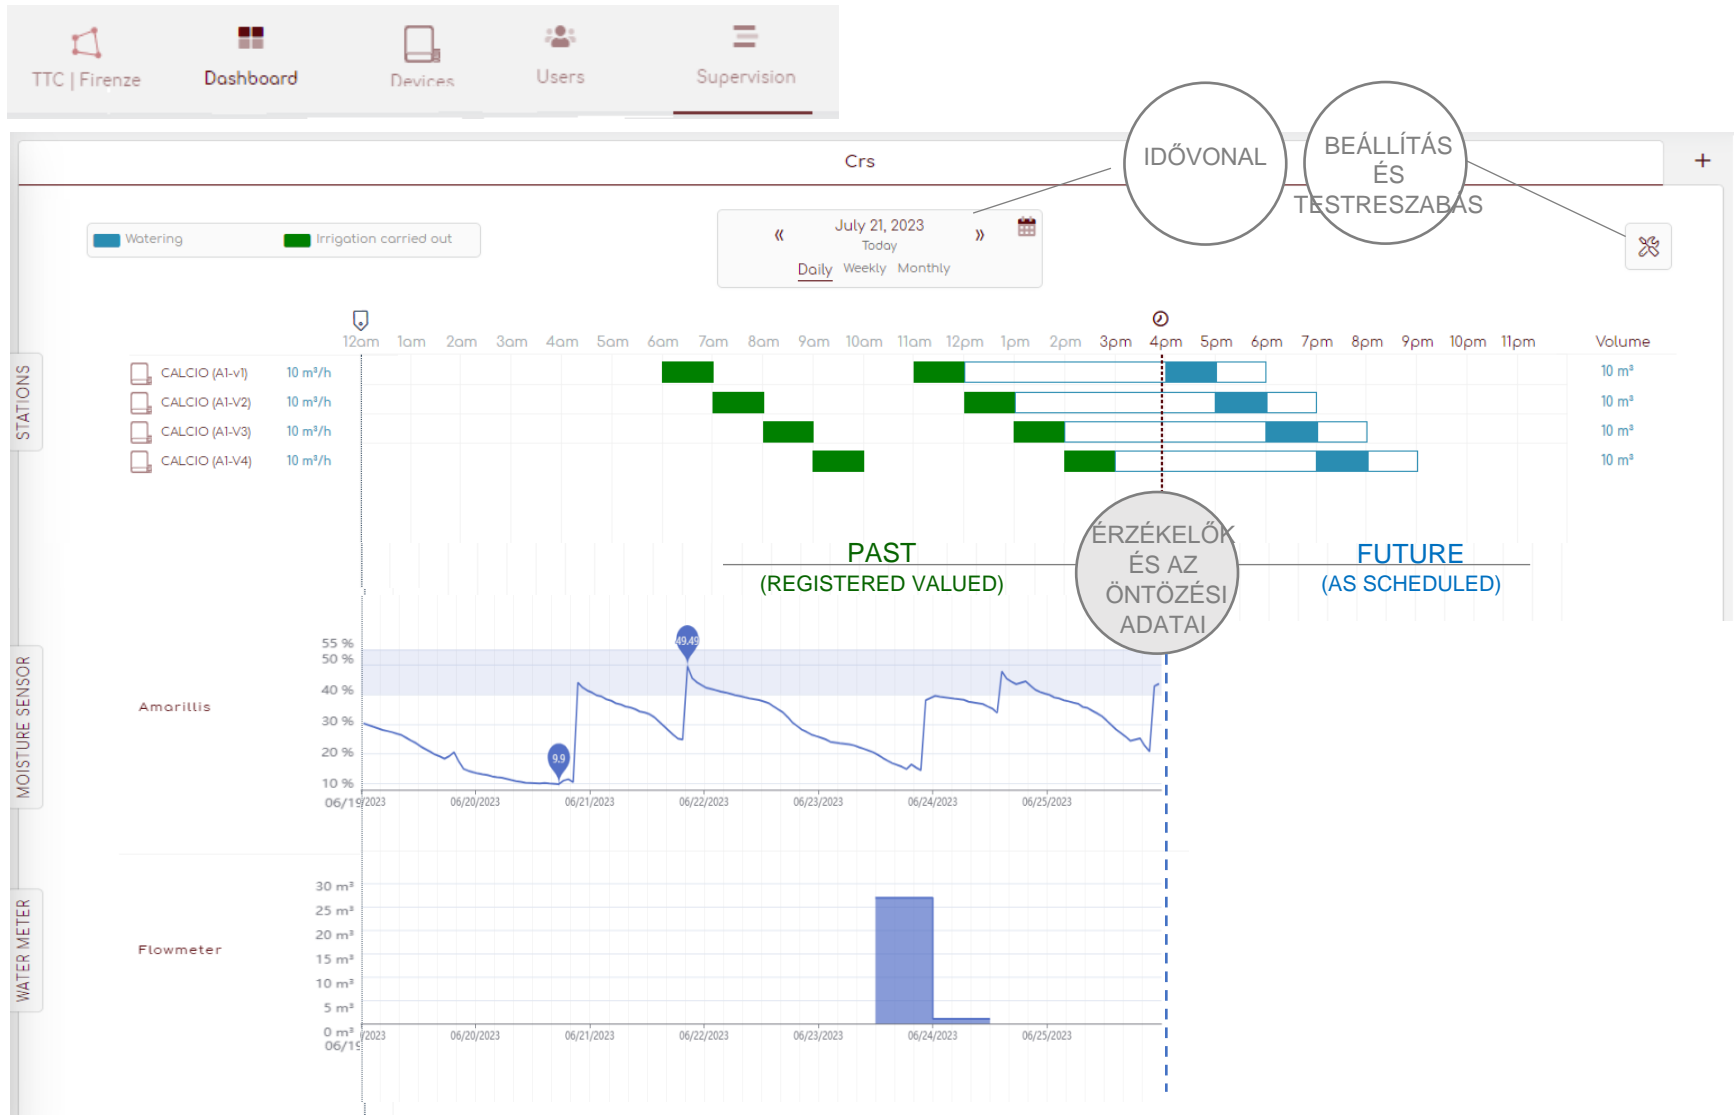 TTC | Firenze
Dashboard
Devices
Users
Supervision
Crs
+
IDŐVONAL
BEÁLLÍTÁS
ÉS
TESTRESZABÁS
Watering
Irrigation carried out
« July 21, 2023 »
Today
Daily Weekly Monthly
12am 1am 2am 3am 4am 5am 6am 7am 8am 9am 10am 11am 12pm 1pm 2pm 3pm 4pm 5pm 6pm 7pm 8pm 9pm 10pm 11pm Volume
STATIONS
CALCIO (A1-v1) 10 m³/h 10 m³
CALCIO (A1-V2) 10 m³/h 10 m³
CALCIO (A1-V3) 10 m³/h 10 m³
CALCIO (A1-V4) 10 m³/h 10 m³
PAST
(REGISTERED VALUED)
ÉRZÉKELŐK
ÉS AZ
ÖNTÖZÉSI
ADATAI
FUTURE
(AS SCHEDULED)
MOISTURE SENSOR
Amarillis
55 %
50 %
40 %
30 %
20 %
10 %
49.49
9.9
06/19/2023 06/20/2023 06/21/2023 06/22/2023 06/23/2023 06/24/2023 06/25/2023
WATER METER
Flowmeter
30 m³
25 m³
20 m³
15 m³
10 m³
5 m³
0 m³
06/19/2023 06/20/2023 06/21/2023 06/22/2023 06/23/2023 06/24/2023 06/25/2023